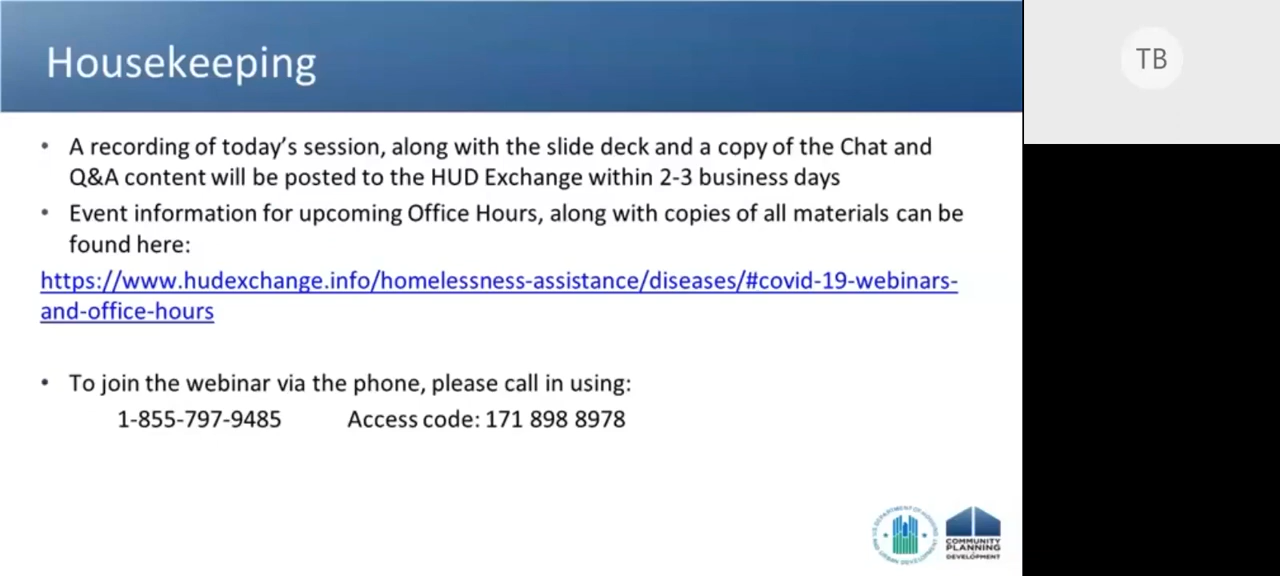 Housekeeping
TB
• A recording of today's session, along with the slide deck and a copy of the Chat and
Q&A content will be posted to the HUD Exchange within 2-3 business days
• Event information for upcoming Office Hours, along with copies of all materials can be
found here:
https://www.hudexchange.info/homelessness-assistance/diseases/#covid-19-webinars-
and-office-hours
• To join the webinar via the phone, please call in using:
1-855-797-9485 Access code: 171 898 8978
COMMUNITY
PLANNING
DEVELOPMENT